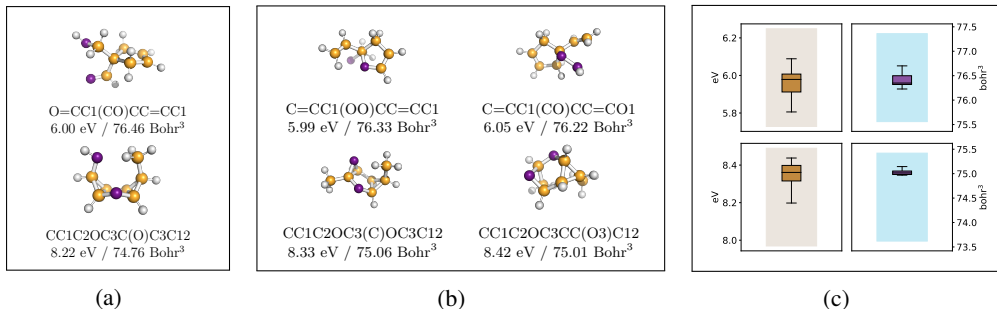 O=CC1(CO)CC=CC1
6.00 eV / 76.46 Bohr³
CC1C2OC3C(O)C3C12
8.22 eV / 74.76 Bohr³
(a)
C=CC1(OO)CC=CC1
5.99 eV / 76.33 Bohr³
C=CC1(CO)CC=CO1
6.05 eV / 76.22 Bohr³
CC1C2OC3(C)OC3C12
8.33 eV / 75.06 Bohr³
CC1C2OC3CC(O3)C12
8.42 eV / 75.01 Bohr³
(b)
6.2
6.0
5.8
eV
77.5
77.0
76.5
76.0
75.5
bohr³
8.4
8.2
8.0
eV
75.5
75.0
74.5
74.0
73.5
bohr³
(c)